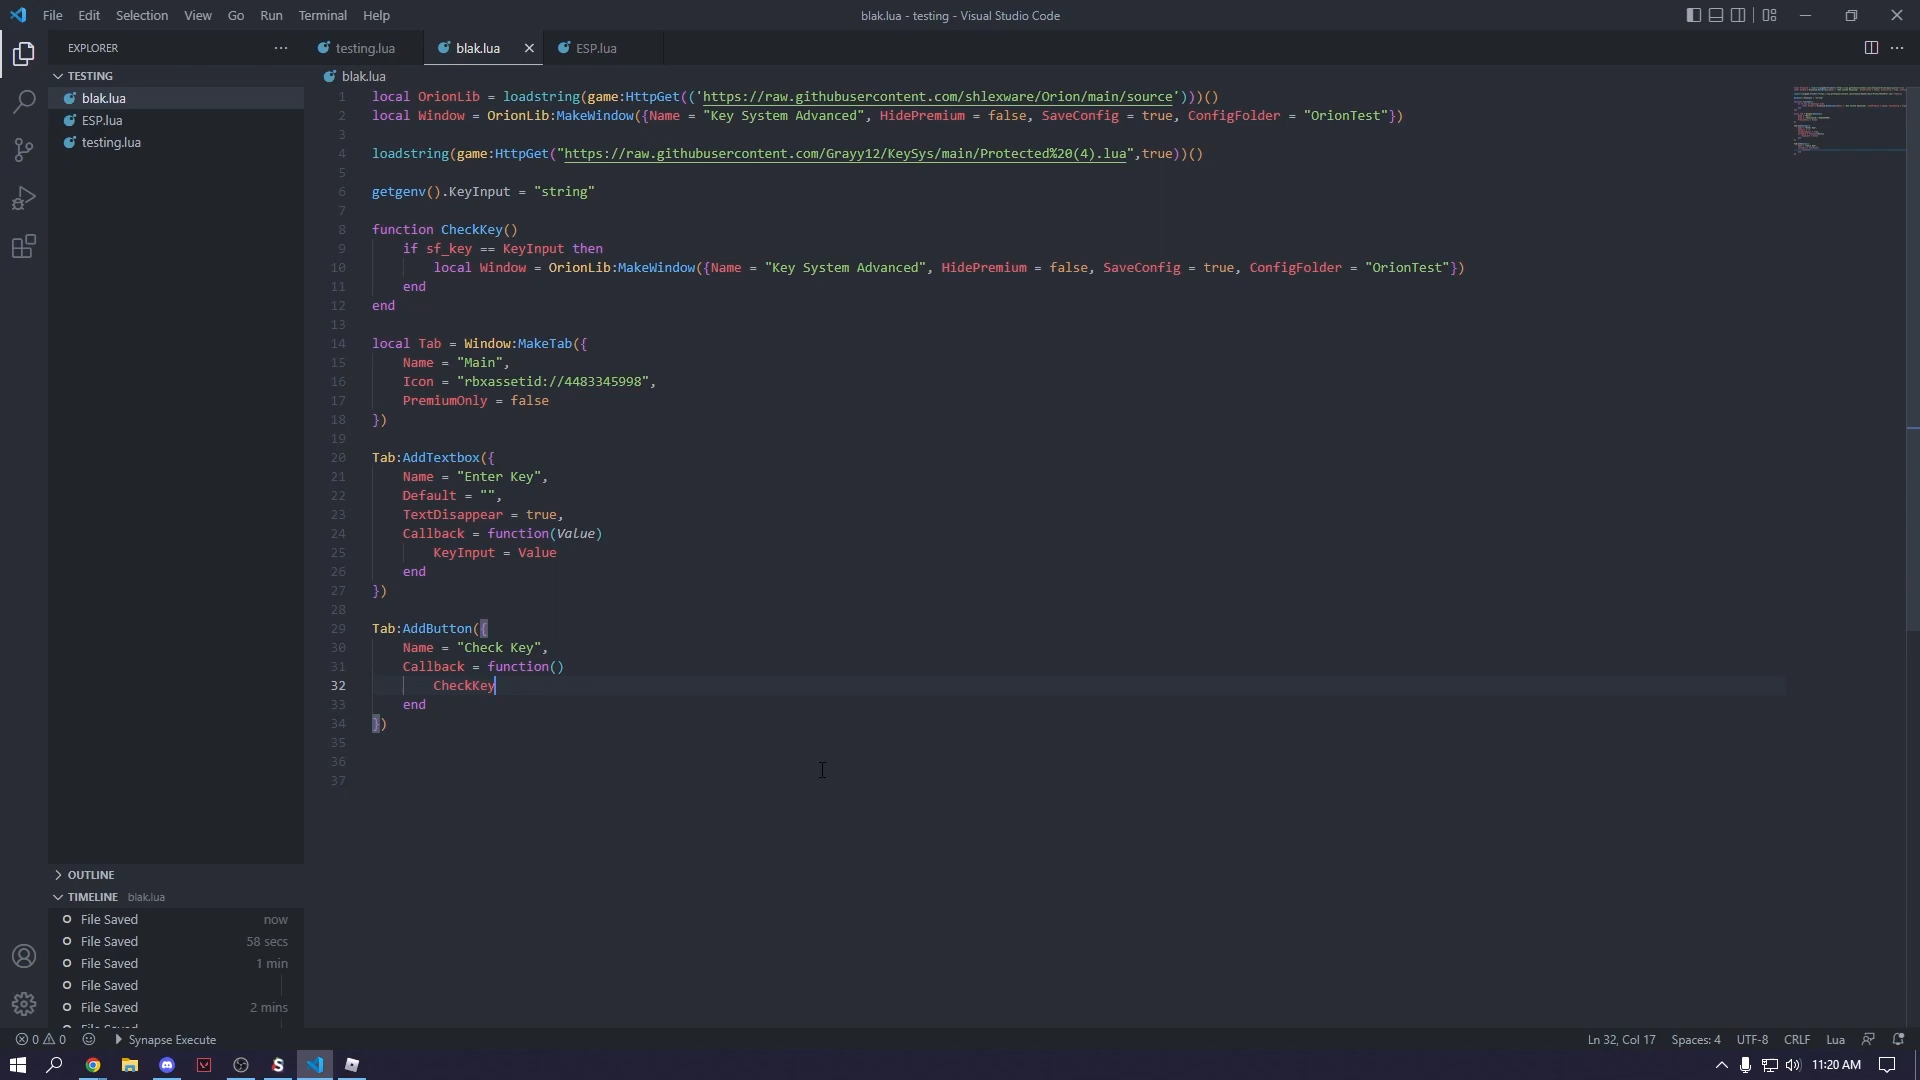 File Edit Selection View Go Run Terminal Help
blak.lua - testing - Visual Studio Code
EXPLORER
testing.lua
blak.lua
ESP.lua
TESTING
blak.lua
ESP.lua
testing.lua
blak.lua
1 local OrionLib = loadstring(game:HttpGet(('https://raw.githubusercontent.com/shlexware/Orion/main/source')))()
2 local Window = OrionLib:MakeWindow({Name = "Key System Advanced", HidePremium = false, SaveConfig = true, ConfigFolder = "OrionTest"})
3
4 loadstring(game:HttpGet("https://raw.githubusercontent.com/Grayy12/KeySys/main/Protected%20(4).lua",true))()
5
6 getgenv().KeyInput = "string"
7
8 function CheckKey()
9 if sf_key == KeyInput then
10 local Window = OrionLib:MakeWindow({Name = "Key System Advanced", HidePremium = false, SaveConfig = true, ConfigFolder = "OrionTest"})
11 end
12 end
13
14 local Tab = Window:MakeTab({
15 Name = "Main",
16 Icon = "rbxassetid://4483345998",
17 PremiumOnly = false
18 })
19
20 Tab:AddTextbox({
21 Name = "Enter Key",
22 Default = "",
23 TextDisappear = true,
24 Callback = function(Value)
25 KeyInput = Value
26 end
27 })
28
29 Tab:AddButton({
30 Name = "Check Key",
31 Callback = function()
32 CheckKey
33 end
34 })
35
36
37
OUTLINE
TIMELINE blak.lua
File Saved now
File Saved 58 secs
File Saved 1 min
File Saved
File Saved 2 mins
0 0 Synapse Execute
Ln 32, Col 17 Spaces: 4 UTF-8 CRLF Lua
11:20 AM